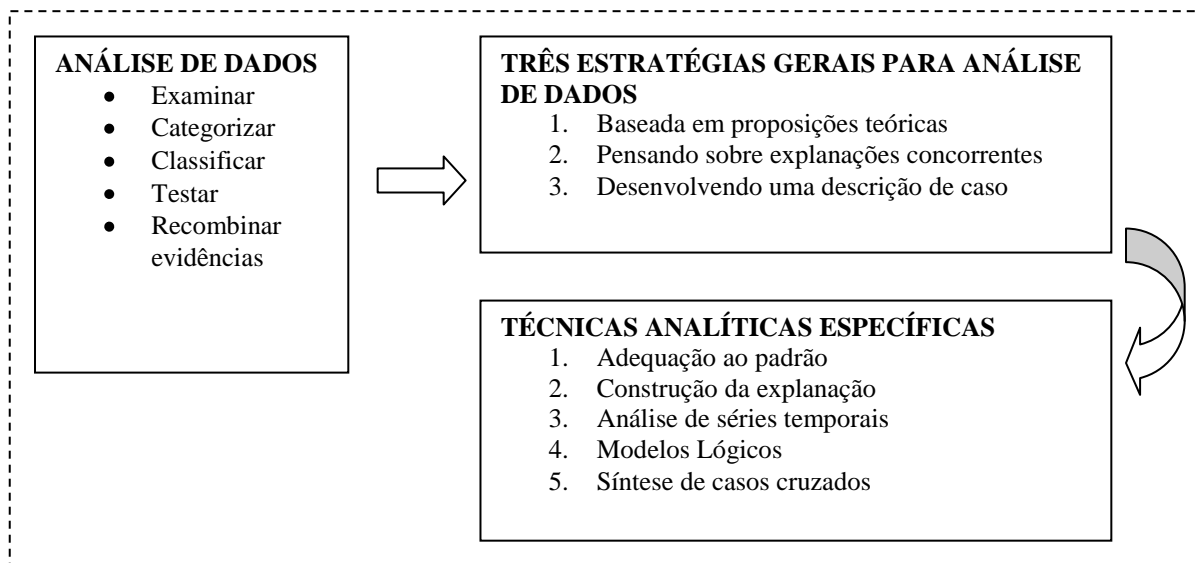 ANÁLISE DE DADOS
• Examinar
• Categorizar
• Classificar
• Testar
• Recombinar
evidências
TRÊS ESTRATÉGIAS GERAIS PARA ANÁLISE
DE DADOS
1. Baseada em proposições teóricas
2. Pensando sobre explanações concorrentes
3. Desenvolvendo uma descrição de caso
TÉCNICAS ANALÍTICAS ESPECÍFICAS
1. Adequação ao padrão
2. Construção da explanação
3. Análise de séries temporais
4. Modelos Lógicos
5. Síntese de casos cruzados